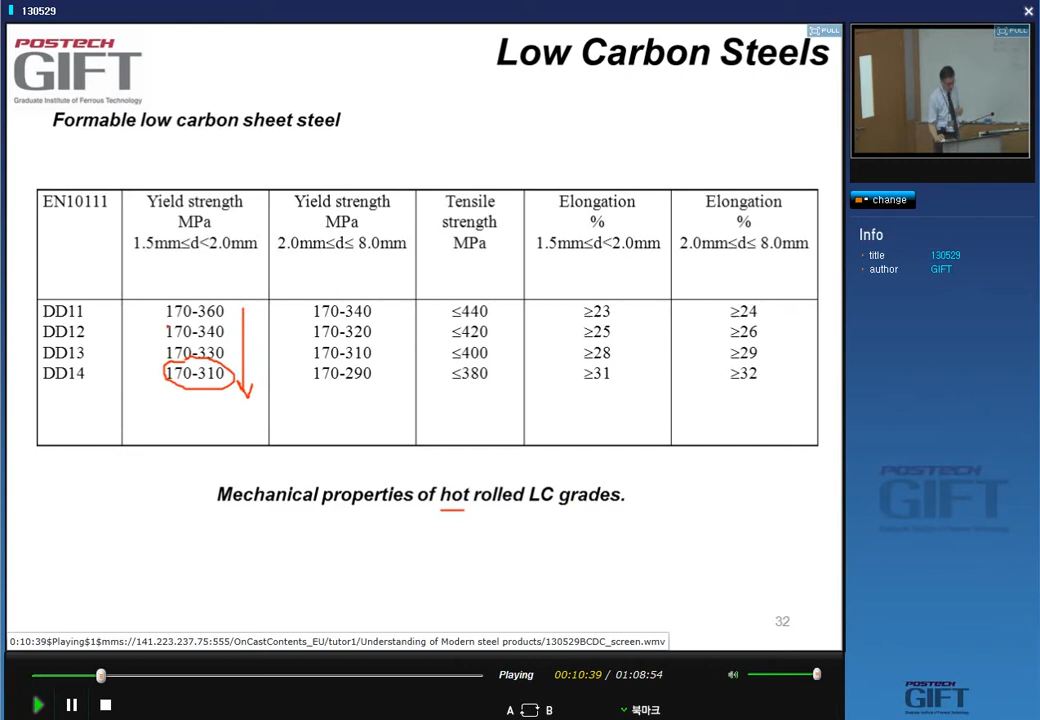 130529
POSTECH
GIFT
Graduate Institute of Ferrous Technology
Low Carbon Steels
FULL
FULL
Formable low carbon sheet steel
EN10111 Yield strength MPa 1.5mm≤d<2.0mm Yield strength MPa 2.0mm≤d≤ 8.0mm Tensile strength MPa Elongation % 1.5mm≤d<2.0mm Elongation % 2.0mm≤d≤ 8.0mm
DD11 170-360 170-340 ≤440 ≥23 ≥24
DD12 170-340 170-320 ≤420 ≥25 ≥26
DD13 170-330 170-310 ≤400 ≥28 ≥29
DD14 170-310 170-290 ≤380 ≥31 ≥32
Mechanical properties of hot rolled LC grades.
32
0:10:39$Playing$1$mms://141.223.237.75:555/OnCastContents_EU/tutor1/Understanding of Modern steel products/130529BCDC_screen.wmv
Playing 00:10:39 / 01:08:54
A B 북마크
change
Info
title 130529
author GIFT
POSTECH
GIFT
POSTECH
GIFT